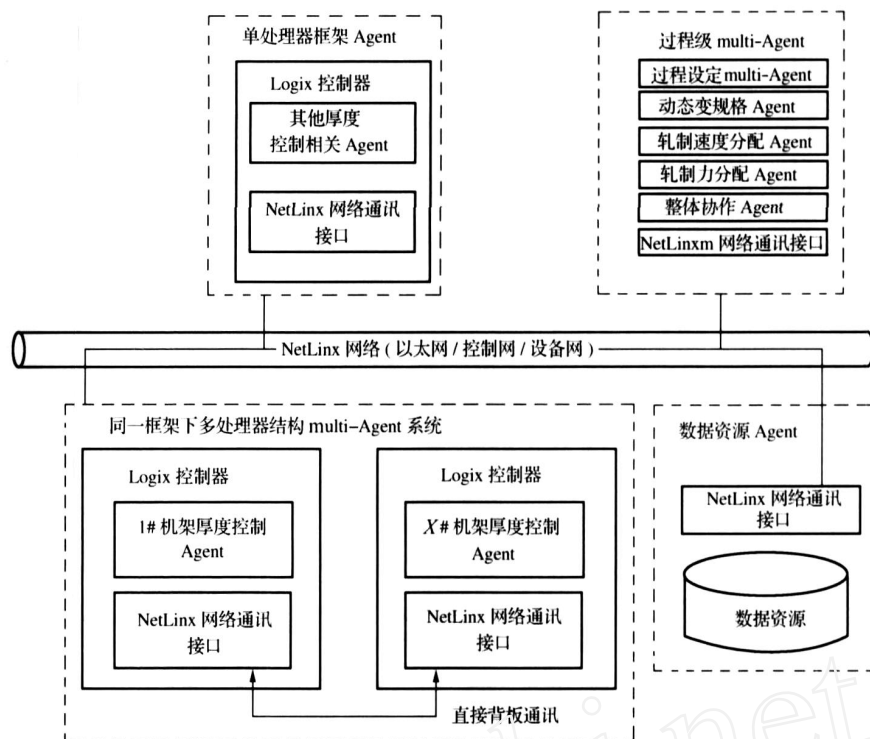 单处理器框架 Agent
Logix 控制器
其他厚度
控制相关 Agent
NetLinx 网络通讯
接口
过程级 multi-Agent
过程设定multi-Agent
动态变规格 Agent
轧制速度分配 Agent
轧制力分配 Agent
整体协作 Agent
NetLinxm 网络通讯接口
NetLinx 网络 ( 以太网 / 控制网 / 设备网 )
同一框架下多处理器结构 multi-Agent 系统
Logix 控制器
1# 机架厚度控制
Agent
NetLinx 网络通讯
接口
Logix 控制器
X# 机架厚度控制
Agent
NetLinx 网络通讯
接口
直接背板通讯
数据资源 Agent
NetLinx 网络通讯
接口
数据资源